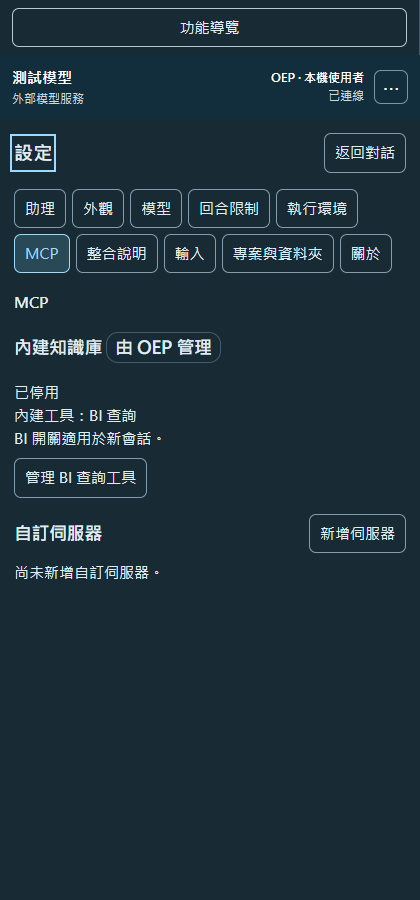 功能導覽
測試模型
外部模型服務
OEP · 本機使用者
已連線
...
設定
返回對話
助理 外觀 模型 回合限制 執行環境
MCP 整合說明 輸入 專案與資料夾 關於
MCP
內建知識庫 由 OEP 管理
已停用
內建工具：BI 查詢
BI 開關適用於新會話。
管理 BI 查詢工具
自訂伺服器 新增伺服器
尚未新增自訂伺服器。